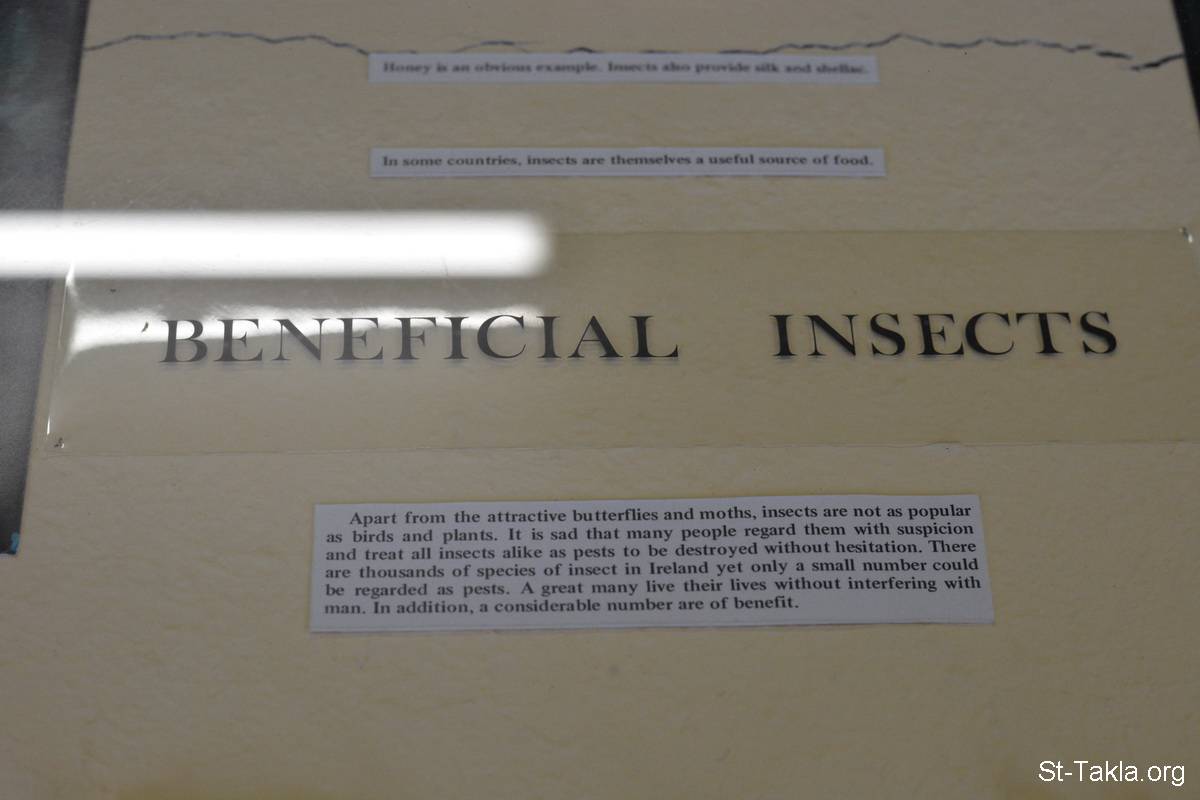 Honey is an obvious example. Insects also provide silk and shellac.
In some countries, insects are themselves a useful source of food.
'BENEFICIAL INSECTS
Apart from the attractive butterflies and moths, insects are not as popular
as birds and plants. It is sad that many people regard them with suspicion
and treat all insects alike as pests to be destroyed without hesitation. There
are thousands of species of insect in Ireland yet only a small number could
be regarded as pests. A great many live their lives without interfering with
man. In addition, a considerable number are of benefit.
St-Takla.org